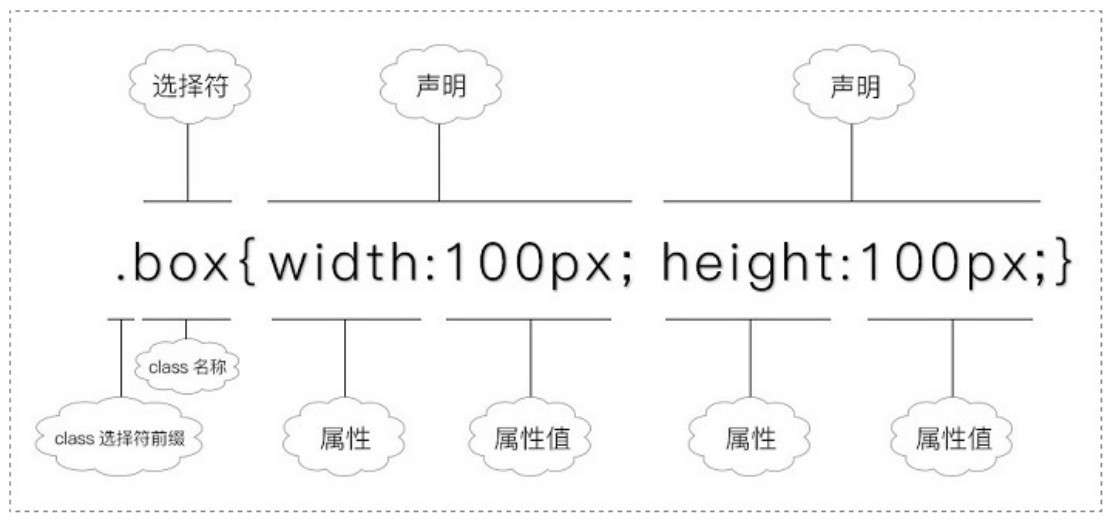 选择符 声明 声明
.box{width:100px; height:100px;}
class 名称
class 选择符前缀 属性 属性值 属性 属性值